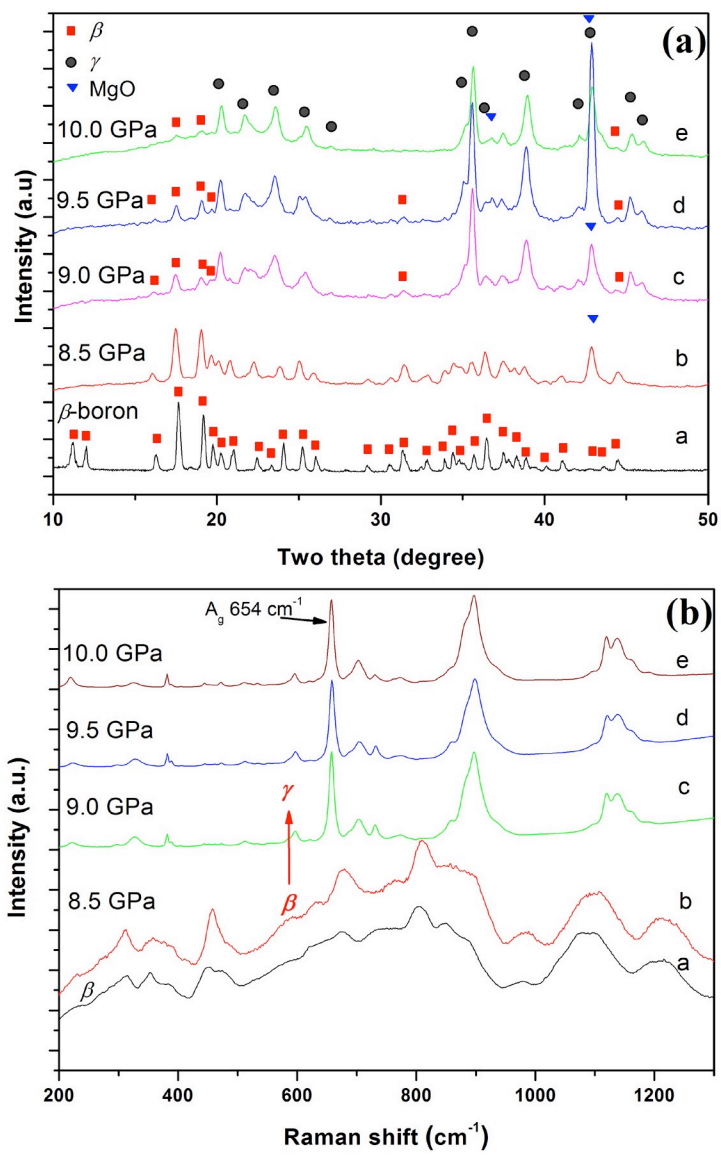 β
γ
MgO
(a)
10.0 GPa
e
9.5 GPa
d
9.0 GPa
c
8.5 GPa
b
β-boron
a
Intensity (a.u)
10 20 30 40 50
Two theta (degree)
(b)
A_g 654 cm⁻¹
10.0 GPa
e
9.5 GPa
d
9.0 GPa
γ
c
8.5 GPa
β
b
β
a
Intensity (a.u.)
200 400 600 800 1000 1200
Raman shift (cm⁻¹)